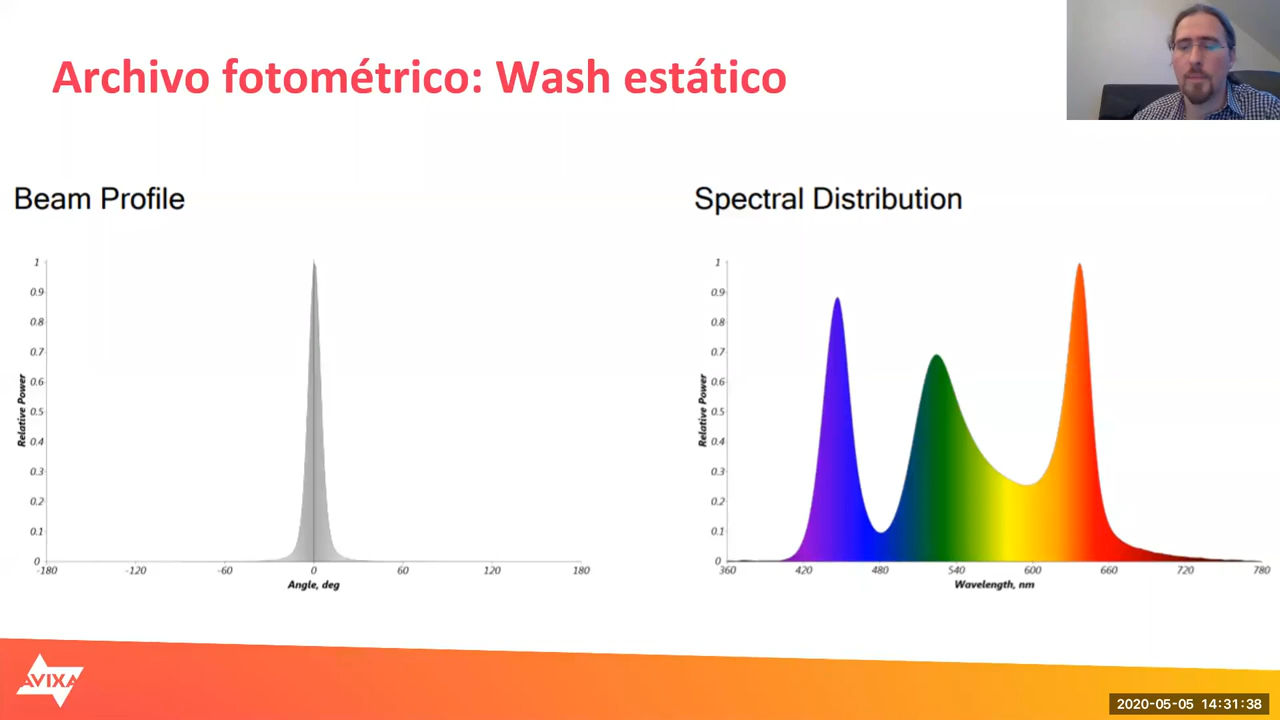 Archivo fotométrico: Wash estático
Beam Profile
1
0.9
0.8
0.7
0.6
0.5
0.4
0.3
0.2
0.1
0
Relative Power
-180 -120 -60 0 60 120 180
Angle, deg
Spectral Distribution
1
0.9
0.8
0.7
0.6
0.5
0.4
0.3
0.2
0.1
0
Relative Power
360 420 480 540 600 660 720 780
Wavelength, nm
AVIXA
2020-05-05 14:31:38